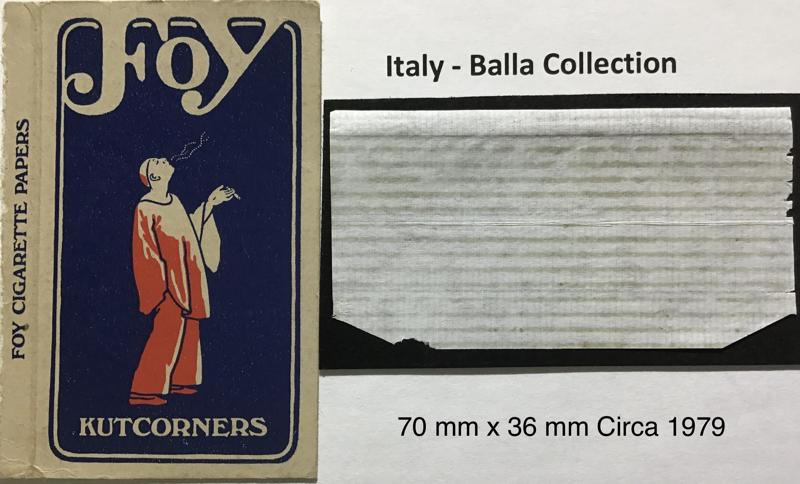 FOY CIGARETTE PAPERS
FOY
KUTCORNERS
Italy - Balla Collection
70 mm x 36 mm Circa 1979